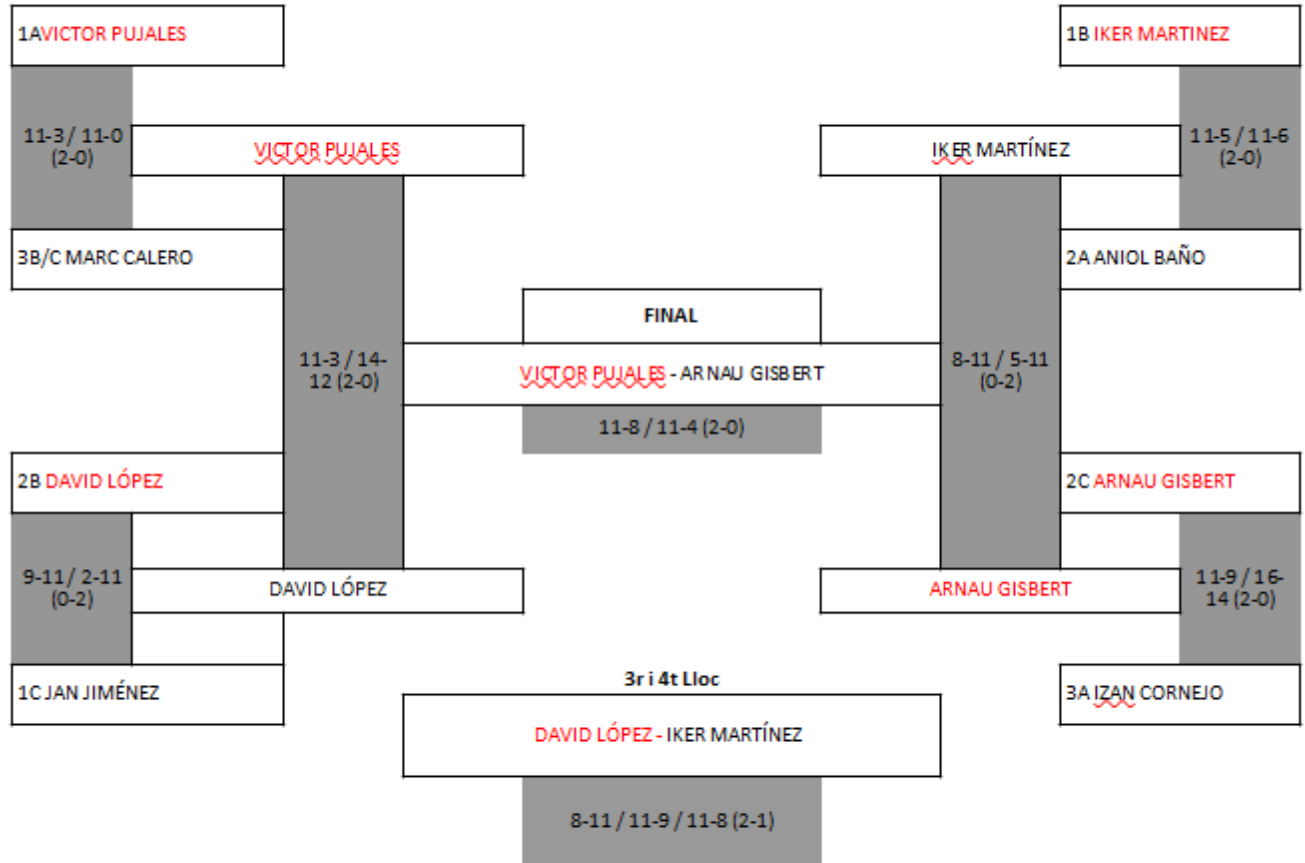 1AVICTOR PUJALES
1B IKER MARTINEZ
11-3 / 11-0
(2-0)
VICTOR PUJALES
IKER MARTÍNEZ
11-5 / 11-6
(2-0)
3B/C MARC CALERO
2A ANIOL BAÑO
FINAL
11-3 / 14-
12 (2-0)
VICTOR PUJALES - ARNAU GISBERT
8-11 / 5-11
(0-2)
11-8 / 11-4 (2-0)
2B DAVID LÓPEZ
2C ARNAU GISBERT
9-11 / 2-11
(0-2)
DAVID LÓPEZ
ARNAU GISBERT
11-9 / 16-
14 (2-0)
1C JAN JIMÉNEZ
3r i 4t Lloc
3A IZAN CORNEJO
DAVID LÓPEZ - IKER MARTÍNEZ
8-11 / 11-9 / 11-8 (2-1)